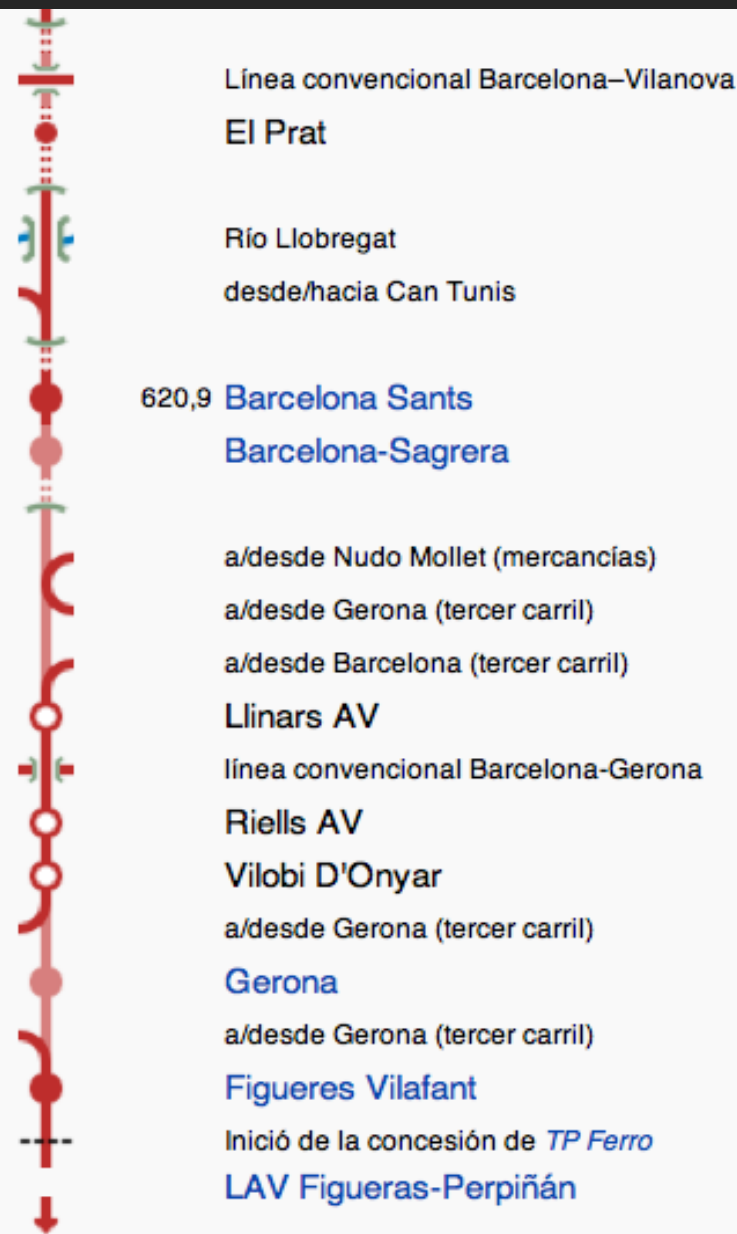 Línea convencional Barcelona–Vilanova
El Prat
Río Llobregat
desde/hacia Can Tunis
620,9 Barcelona Sants
Barcelona-Sagrera
a/desde Nudo Mollet (mercancías)
a/desde Gerona (tercer carril)
a/desde Barcelona (tercer carril)
Llinars AV
línea convencional Barcelona-Gerona
Riells AV
Vilobi D'Onyar
a/desde Gerona (tercer carril)
Gerona
a/desde Gerona (tercer carril)
Figueres Vilafant
Inició de la concesión de TP Ferro
LAV Figueras-Perpiñán